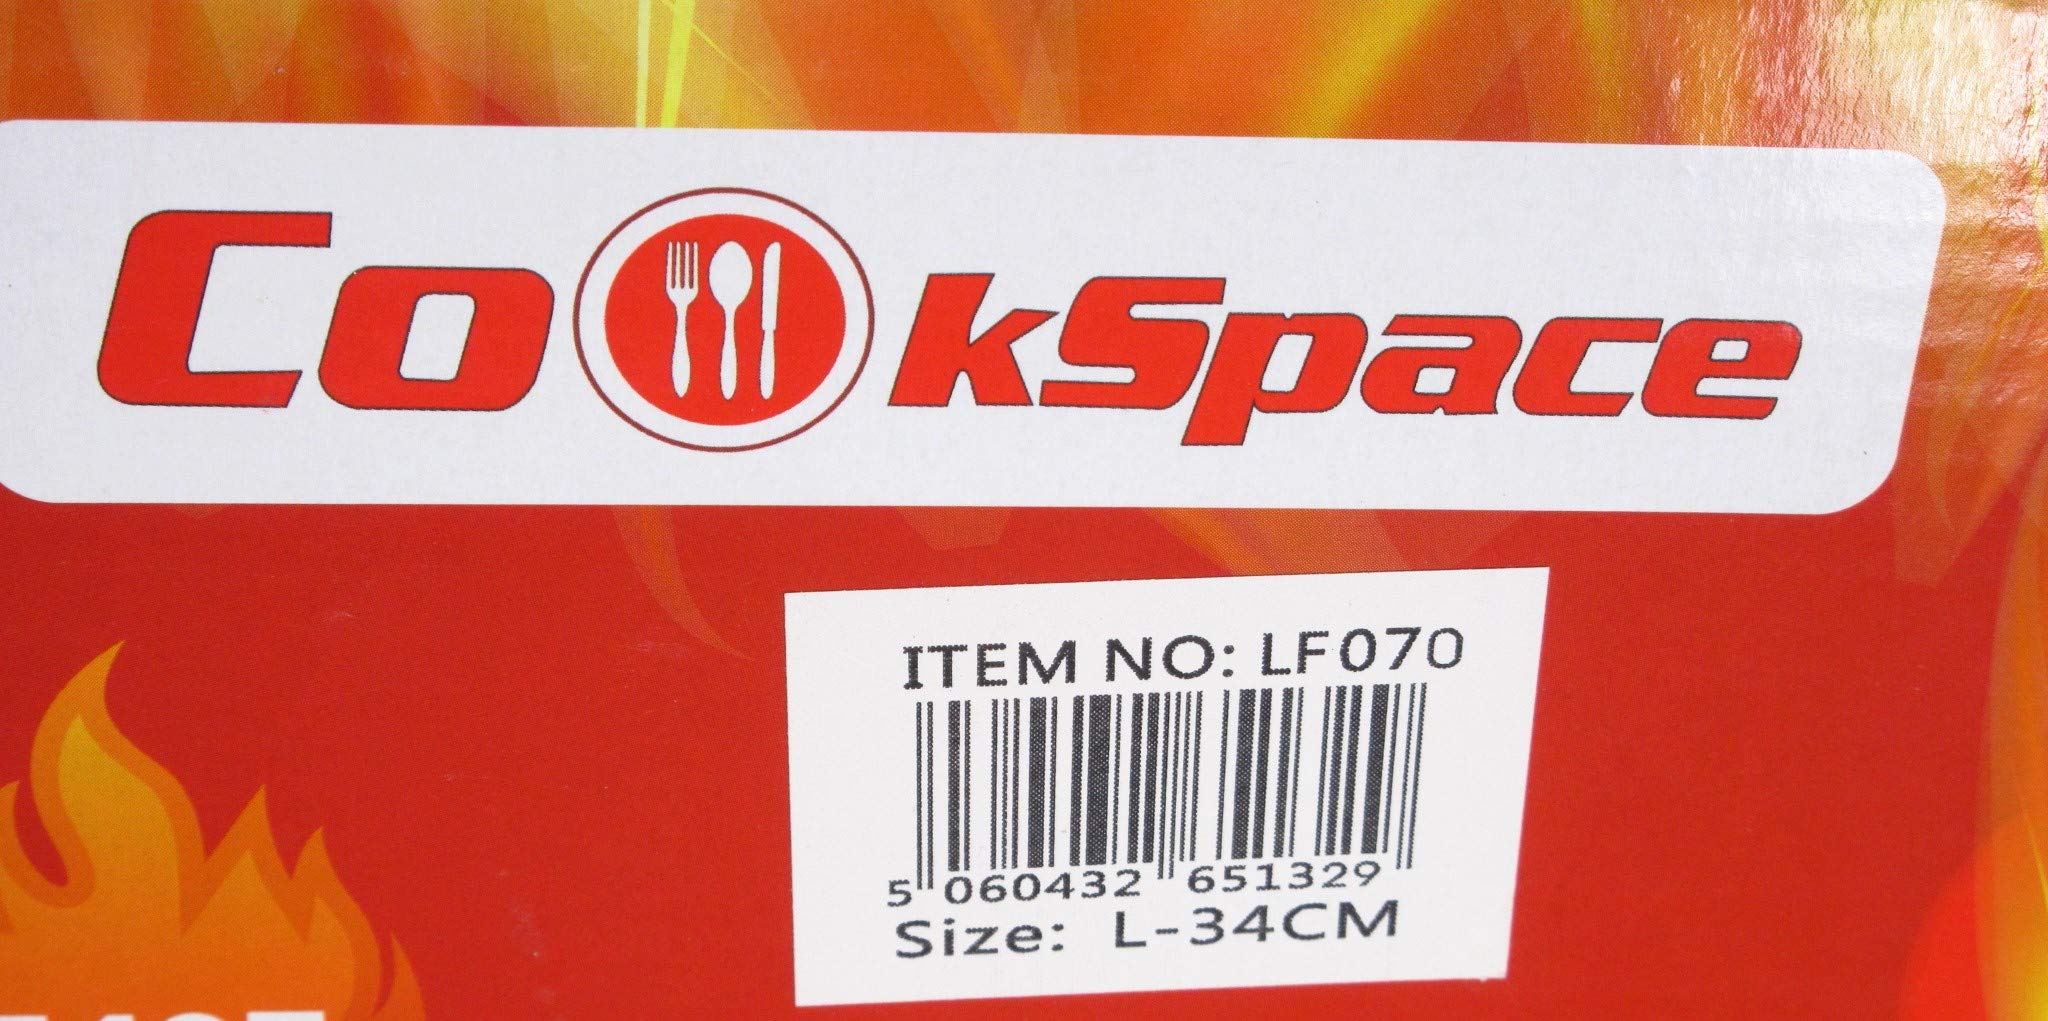 CookSpace
ITEM NO: LF070
5 060432 651329
Size: L-34CM